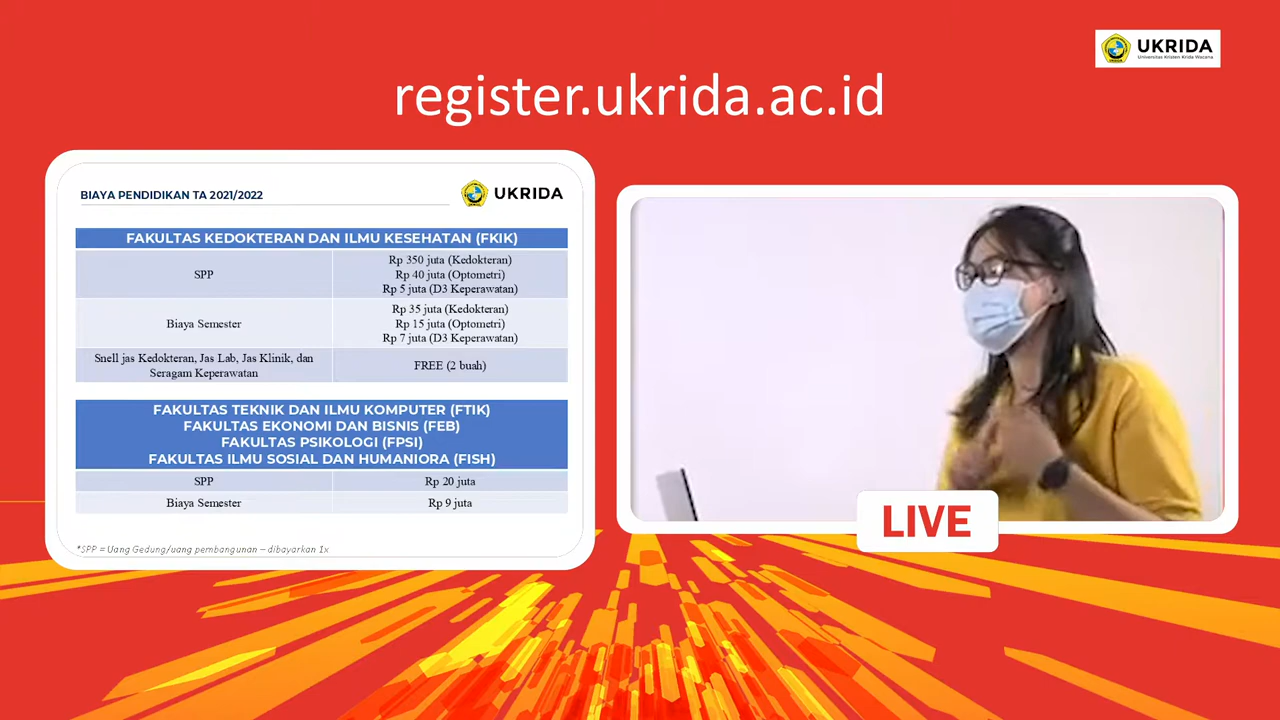 UKRIDA
Universitas Kristen Krida Wacana
register.ukrida.ac.id
BIAYA PENDIDIKAN TA 2021/2022
UKRIDA
FAKULTAS KEDOKTERAN DAN ILMU KESEHATAN (FKIK)
SPP
Rp 350 juta (Kedokteran)
Rp 40 juta (Optometri)
Rp 5 juta (D3 Keperawatan)
Biaya Semester
Rp 35 juta (Kedokteran)
Rp 15 juta (Optometri)
Rp 7 juta (D3 Keperawatan)
Snell jas Kedokteran, Jas Lab, Jas Klinik, dan
Seragam Keperawatan
FREE (2 buah)
FAKULTAS TEKNIK DAN ILMU KOMPUTER (FTIK)
FAKULTAS EKONOMI DAN BISNIS (FEB)
FAKULTAS PSIKOLOGI (FPSI)
FAKULTAS ILMU SOSIAL DAN HUMANIORA (FISH)
SPP
Rp 20 juta
Biaya Semester
Rp 9 juta
*SPP = Uang Gedung/uang pembangunan – dibayarkan 1x
LIVE